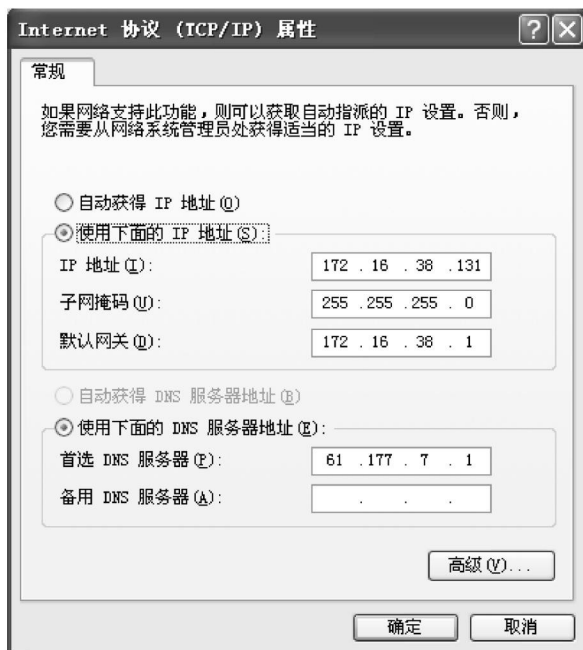 Internet 协议 (TCP/IP) 属性
常规
如果网络支持此功能，则可以获取自动指派的 IP 设置。否则，
您需要从网络系统管理员处获得适当的 IP 设置。
自动获得 IP 地址(O)
使用下面的 IP 地址(S):
IP 地址(I): 172 . 16 . 38 .131
子网掩码(U): 255 .255 .255 . 0
默认网关(D): 172 . 16 . 38 . 1
自动获得 DNS 服务器地址(B)
使用下面的 DNS 服务器地址(E):
首选 DNS 服务器(P): 61 .177 . 7 . 1
备用 DNS 服务器(A): . . .
高级(V)...
确定 取消